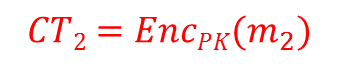 CT₂ = Enc_PK(m₂)